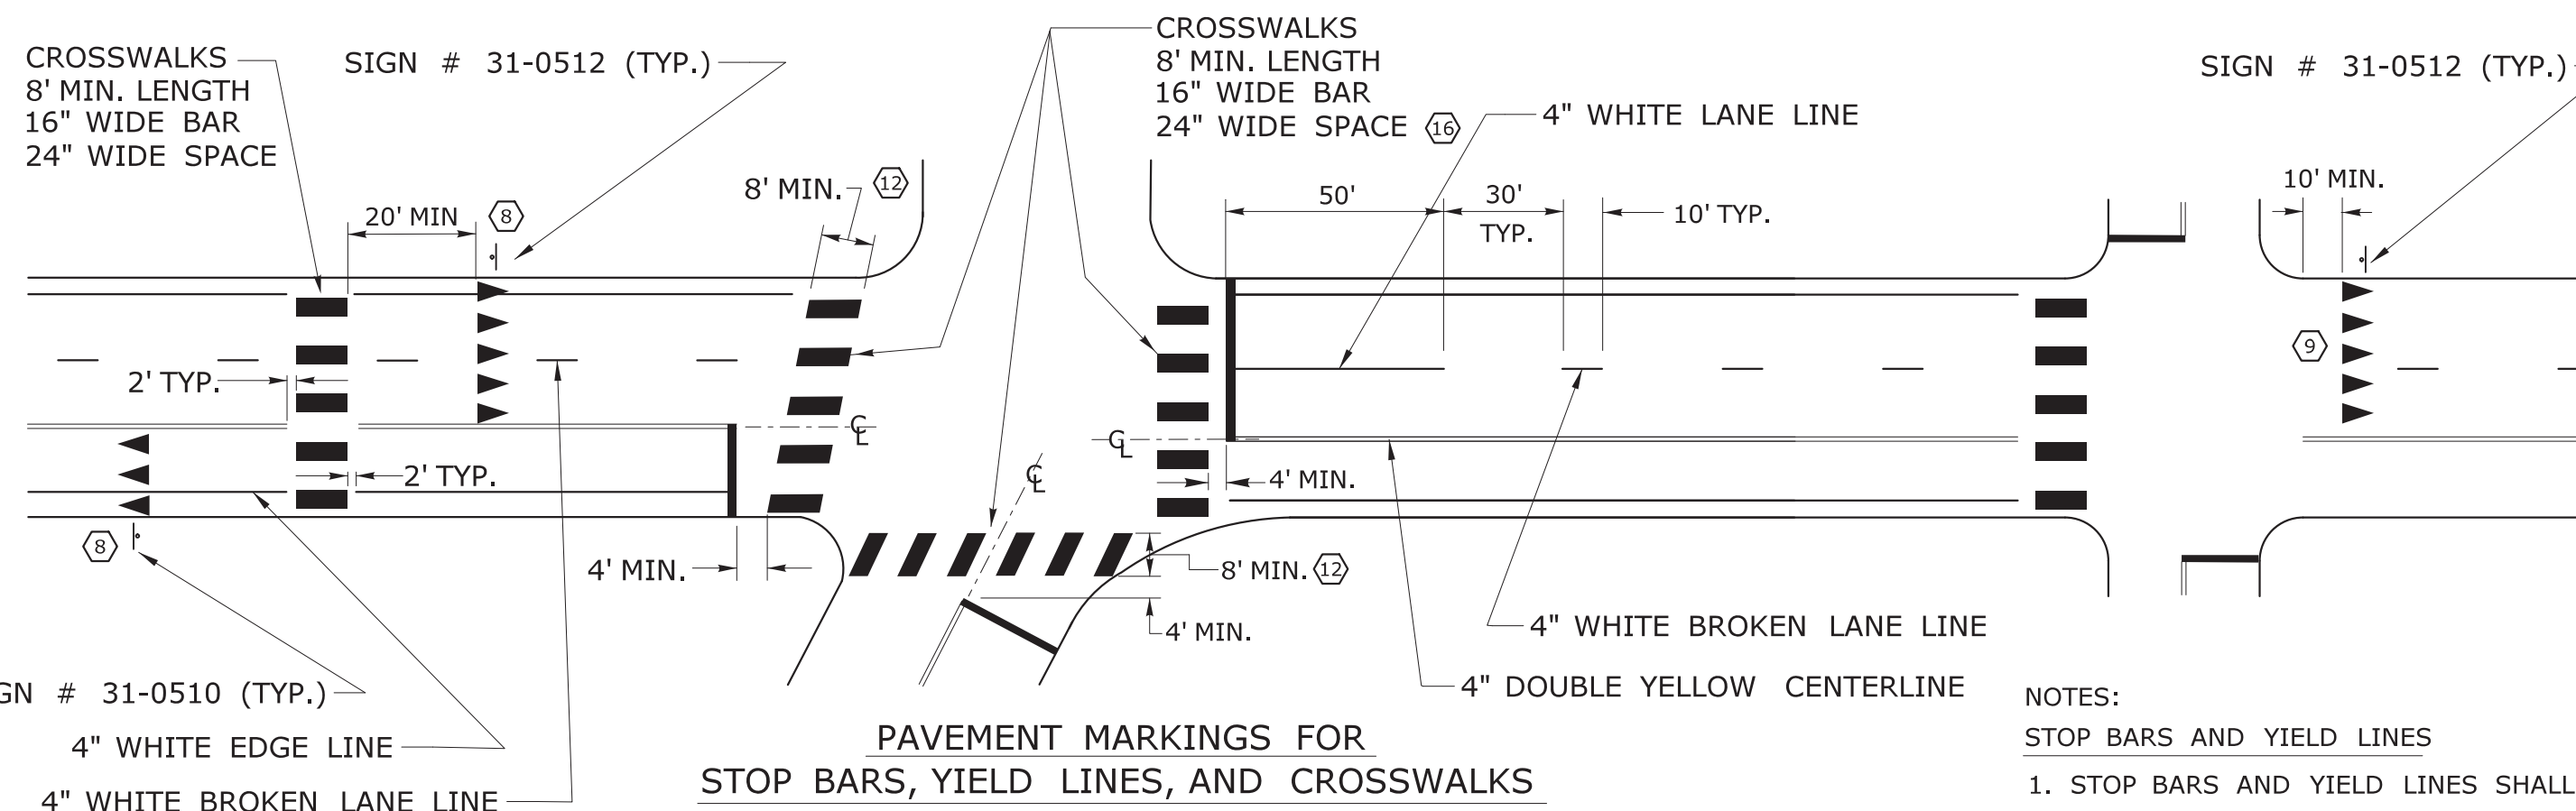 CROSSWALKS
8' MIN. LENGTH
16" WIDE BAR
24" WIDE SPACE
SIGN # 31-0512 (TYP.)
CROSSWALKS
8' MIN. LENGTH
16" WIDE BAR
24" WIDE SPACE 16
4" WHITE LANE LINE
SIGN # 31-0512 (TYP.)
8' MIN. 12
20' MIN 8
50'
30'
TYP.
10' TYP.
10' MIN.
9
2' TYP.
2' TYP.
CL
CL
CL
4' MIN.
8
4' MIN.
8' MIN. 12
4' MIN.
4" WHITE BROKEN LANE LINE
4" DOUBLE YELLOW CENTERLINE
GN # 31-0510 (TYP.)
4" WHITE EDGE LINE
4" WHITE BROKEN LANE LINE
PAVEMENT MARKINGS FOR
STOP BARS, YIELD LINES, AND CROSSWALKS
NOTES:
STOP BARS AND YIELD LINES
1. STOP BARS AND YIELD LINES SHALL